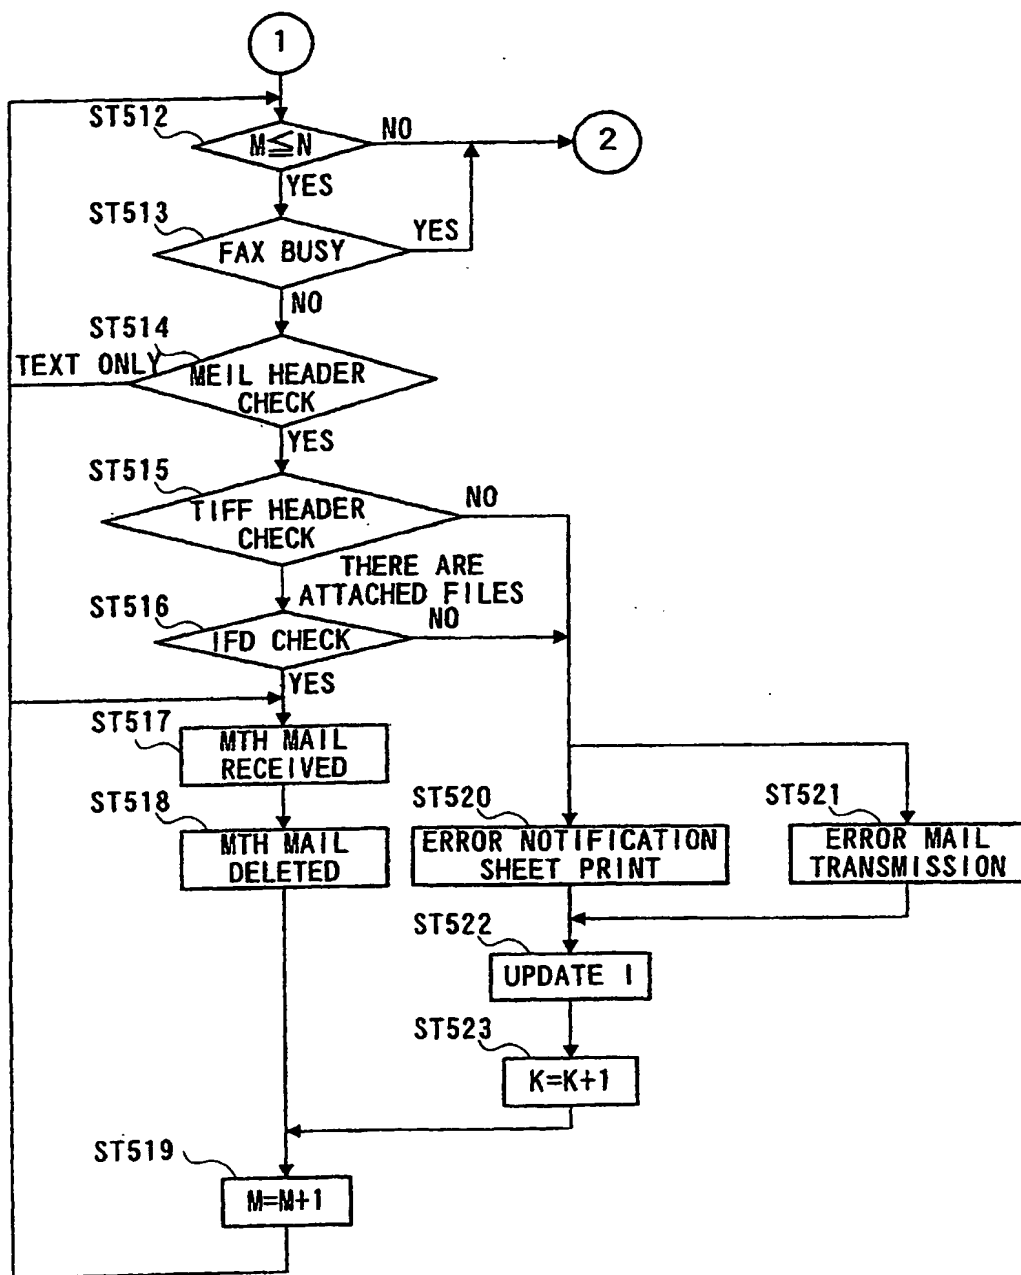 1
ST512
M≦N
NO
2
YES
ST513
FAX BUSY
YES
NO
ST514
TEXT ONLY
MEIL HEADER
CHECK
YES
ST515
TIFF HEADER
CHECK
NO
THERE ARE
ATTACHED FILES
ST516
IFD CHECK
NO
YES
ST517
MTH MAIL
RECEIVED
ST518
MTH MAIL
DELETED
ST520
ERROR NOTIFICATION
SHEET PRINT
ST521
ERROR MAIL
TRANSMISSION
ST522
UPDATE I
ST523
K=K+1
ST519
M=M+1